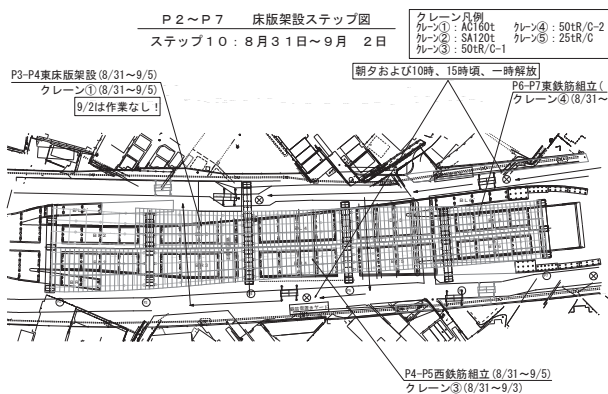 P2～P7　床版架設ステップ図
ステップ10：8月31日～9月 2日
クレーン凡例
クレーン①：AC160t　クレーン④：50tR/C-2
クレーン②：SA120t　クレーン⑤：25tR/C
クレーン③：50tR/C-1
P3-P4東床版架設(8/31～9/5)
クレーン①(8/31～9/5)
9/2は作業なし！
朝夕および10時、15時頃、一時解放
P6-P7東鉄筋組立(
クレーン④(8/31～
P4-P5西鉄筋組立(8/31～9/5)
クレーン③(8/31～9/3)